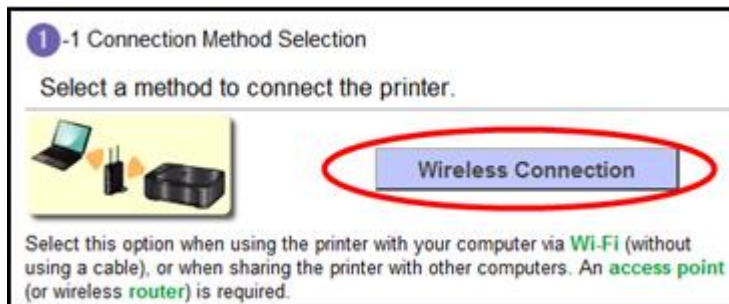 1-1 Connection Method Selection
Select a method to connect the printer.
Wireless Connection
Select this option when using the printer with your computer via Wi-Fi (without
using a cable), or when sharing the printer with other computers. An access point
(or wireless router) is required.